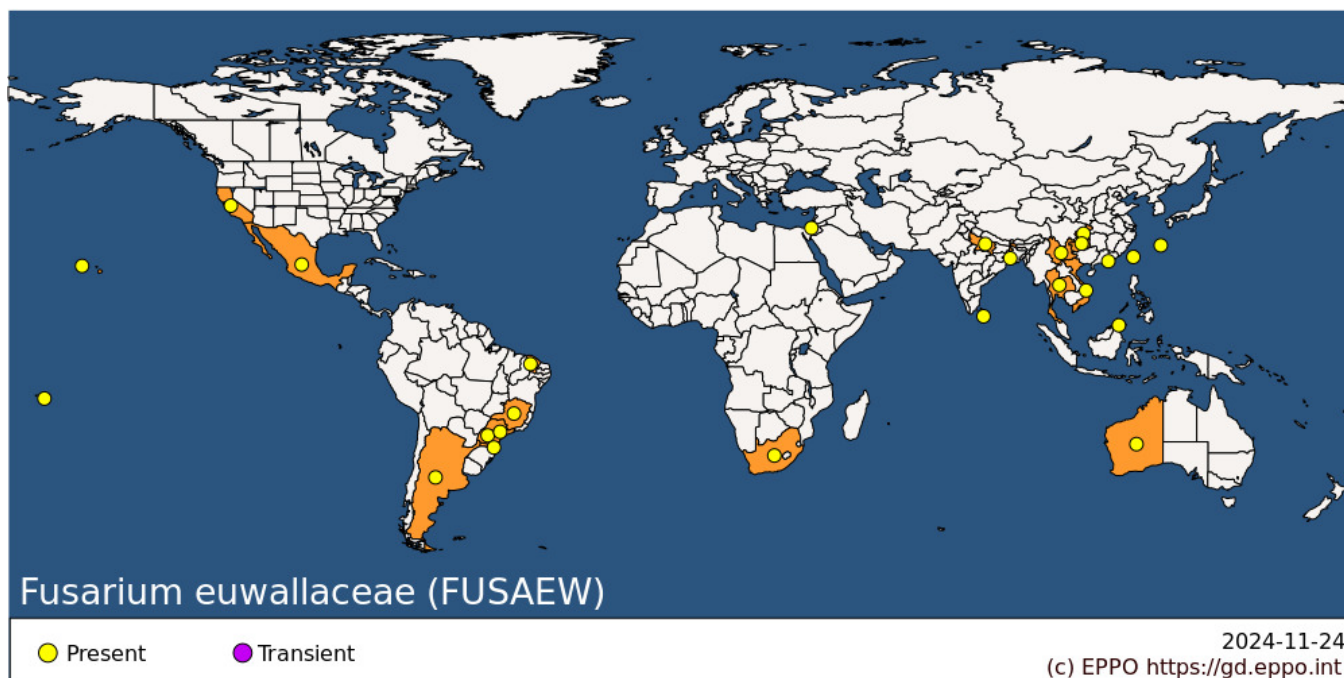 Fusarium euwallaceae (FUSAEW)
Present
Transient
2024-11-24
(c) EPPO https://gd.eppo.int